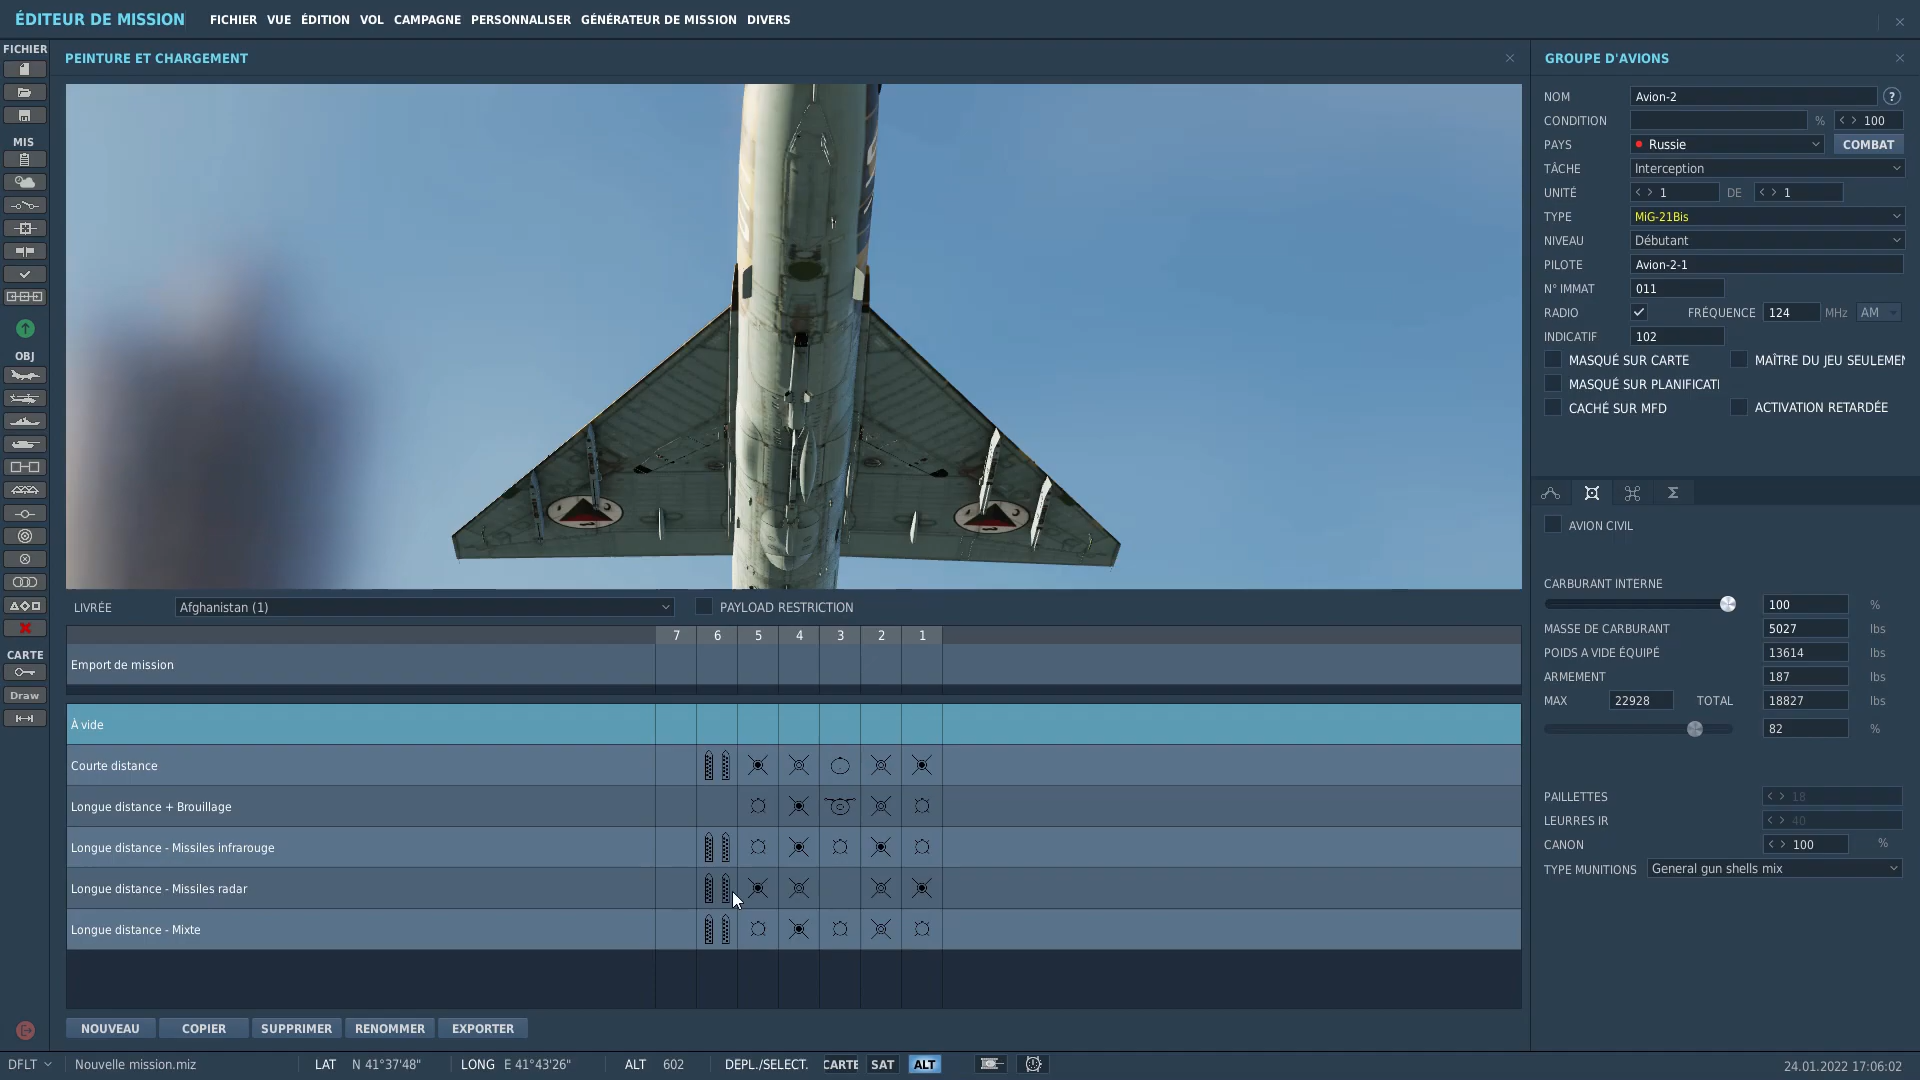 ÉDITEUR DE MISSION FICHIER VUE ÉDITION VOL CAMPAGNE PERSONNALISER GÉNÉRATEUR DE MISSION DIVERS
FICHIER
MIS
OBJ
CARTE
Draw
PEINTURE ET CHARGEMENT
LIVRÉE Afghanistan (1) PAYLOAD RESTRICTION
7 6 5 4 3 2 1
Emport de mission
À vide
Courte distance
Longue distance + Brouillage
Longue distance - Missiles infrarouge
Longue distance - Missiles radar
Longue distance - Mixte
NOUVEAU COPIER SUPPRIMER RENOMMER EXPORTER
GROUPE D'AVIONS
NOM Avion-2 ?
CONDITION % < > 100
PAYS Russie COMBAT
TÂCHE Interception
UNITÉ < > 1 DE < > 1
TYPE MiG-21Bis
NIVEAU Débutant
PILOTE Avion-2-1
N° IMMAT 011
RADIO FRÉQUENCE 124 MHz AM
INDICATIF 102
MASQUÉ SUR CARTE MAÎTRE DU JEU SEULEMEN
MASQUÉ SUR PLANIFICATI
CACHÉ SUR MFD ACTIVATION RETARDÉE
Σ
AVION CIVIL
CARBURANT INTERNE
100 %
MASSE DE CARBURANT 5027 lbs
POIDS A VIDE ÉQUIPÉ 13614 lbs
ARMEMENT 187 lbs
MAX 22928 TOTAL 18827 lbs
82 %
PAILLETTES < > 18
LEURRES IR < > 40
CANON < > 100 %
TYPE MUNITIONS General gun shells mix
DFLT Nouvelle mission.miz LAT N 41°37'48" LONG E 41°43'26" ALT 602 DEPL./SELECT. CARTE SAT ALT 24.01.2022 17:06:02